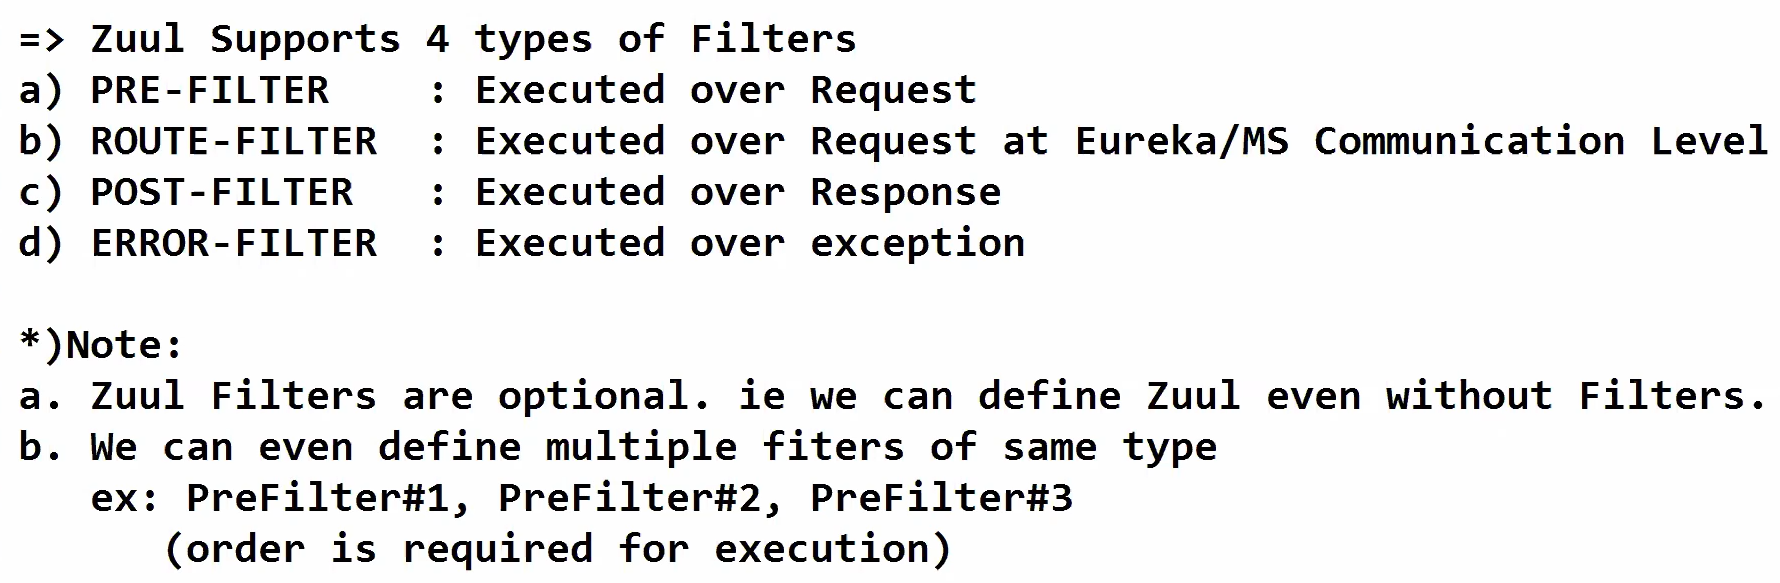 => Zuul Supports 4 types of Filters
a) PRE-FILTER : Executed over Request
b) ROUTE-FILTER : Executed over Request at Eureka/MS Communication Level
c) POST-FILTER : Executed over Response
d) ERROR-FILTER : Executed over exception
*)Note:
a. Zuul Filters are optional. ie we can define Zuul even without Filters.
b. We can even define multiple fiters of same type
ex: PreFilter#1, PreFilter#2, PreFilter#3
(order is required for execution)